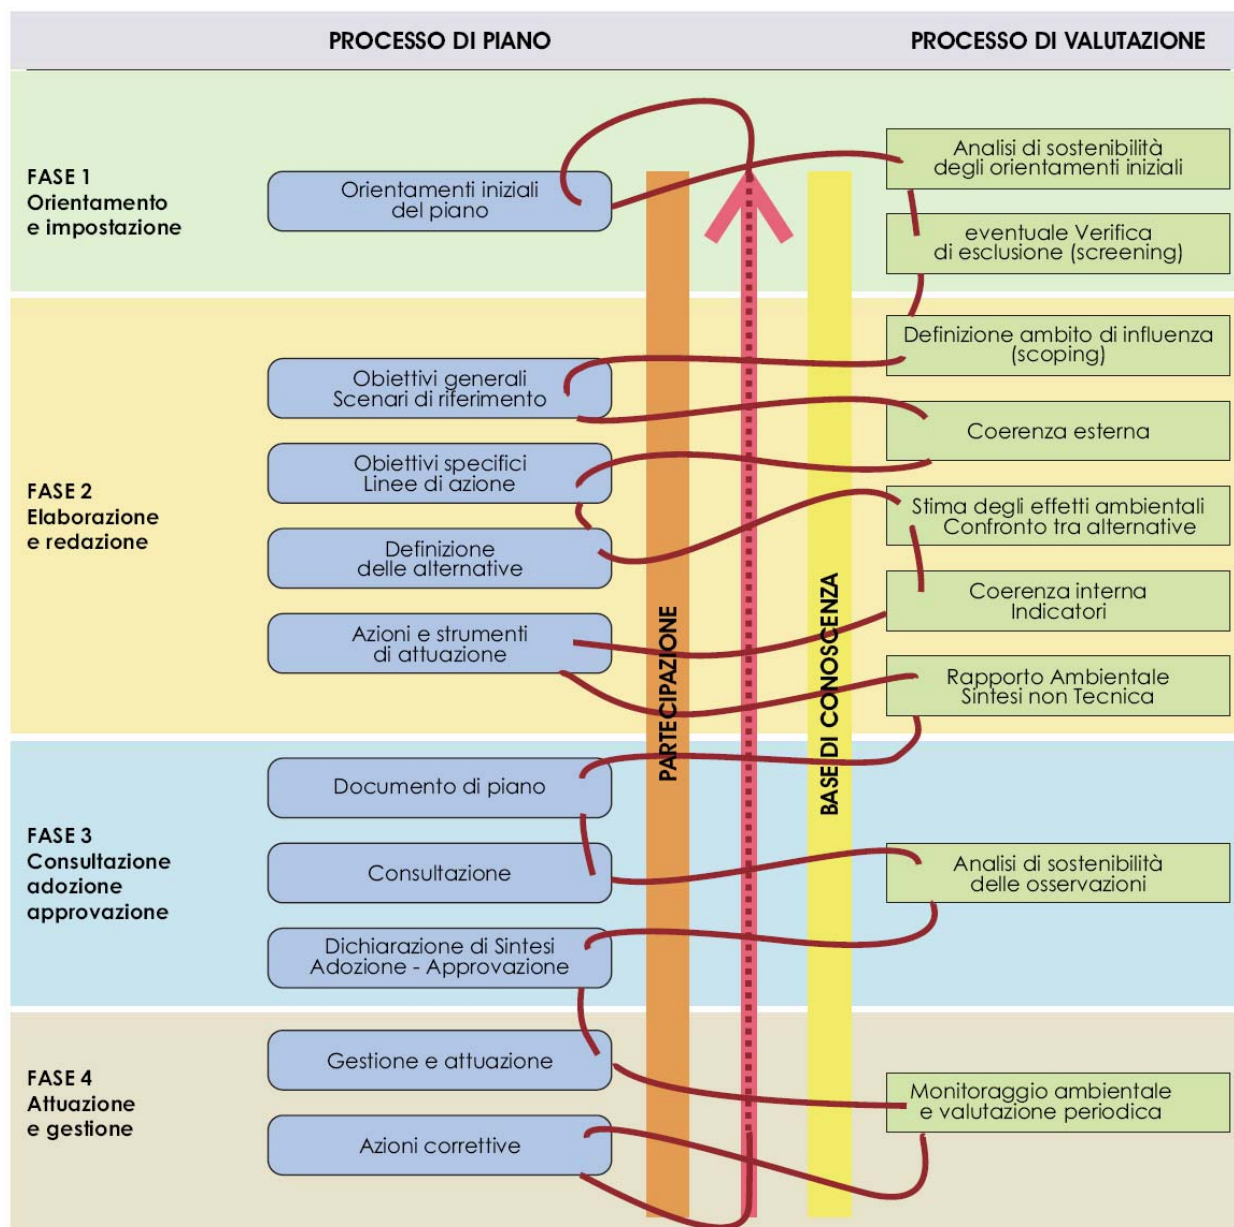 PROCESSO DI PIANO
PROCESSO DI VALUTAZIONE
FASE 1
Orientamento
e impostazione
Orientamenti iniziali
del piano
Analisi di sostenibilità
degli orientamenti iniziali
eventuale Verifica
di esclusione (screening)
FASE 2
Elaborazione
e redazione
Obiettivi generali
Scenari di riferimento
Obiettivi specifici
Linee di azione
Definizione
delle alternative
Azioni e strumenti
di attuazione
Definizione ambito di influenza
(scoping)
Coerenza esterna
Stima degli effetti ambientali
Confronto tra alternative
Coerenza interna
Indicatori
Rapporto Ambientale
Sintesi non Tecnica
PARTECIPAZIONE
BASE DI CONOSCENZA
FASE 3
Consultazione
adozione
approvazione
Documento di piano
Consultazione
Dichiarazione di Sintesi
Adozione - Approvazione
Analisi di sostenibilità
delle osservazioni
FASE 4
Attuazione
e gestione
Gestione e attuazione
Azioni correttive
Monitoraggio ambientale
e valutazione periodica